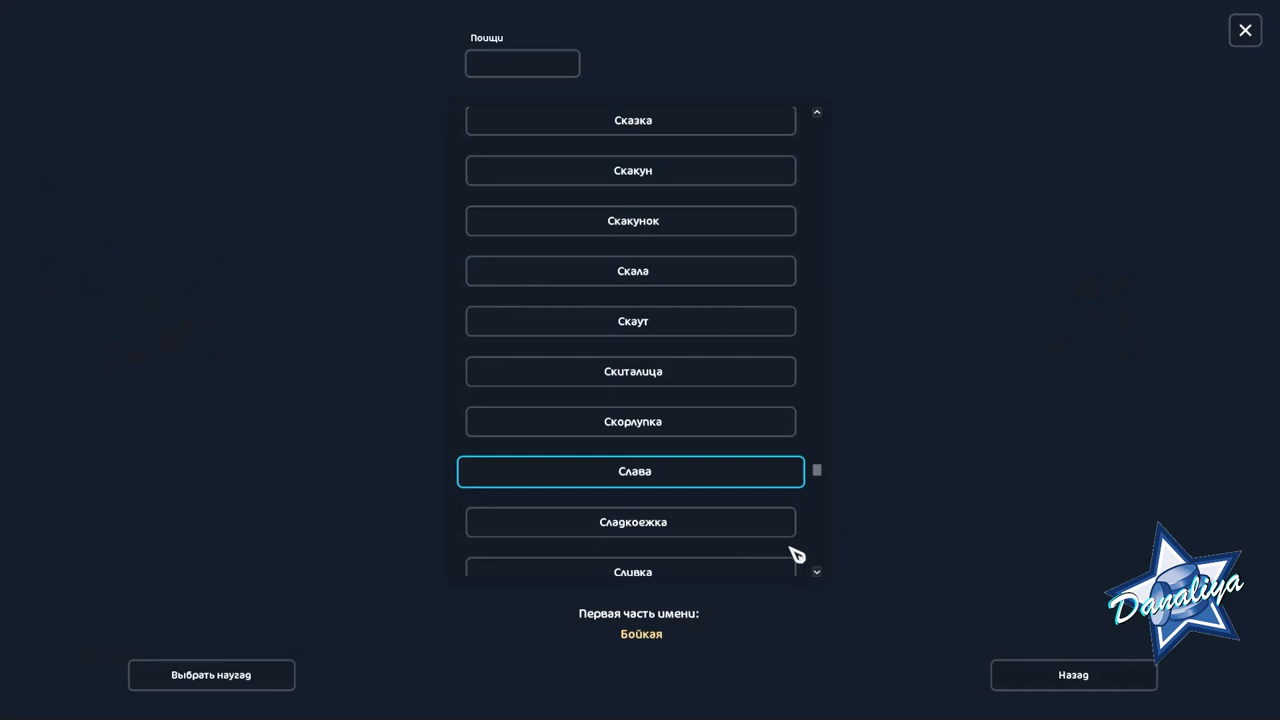 Поищи
Сказка
Скакун
Скакунок
Скала
Скаут
Скиталица
Скорлупка
Слава
Сладкоежка
Сливка
Первая часть имени:
Бойкая
Выбрать наугад
Назад
Danaliya